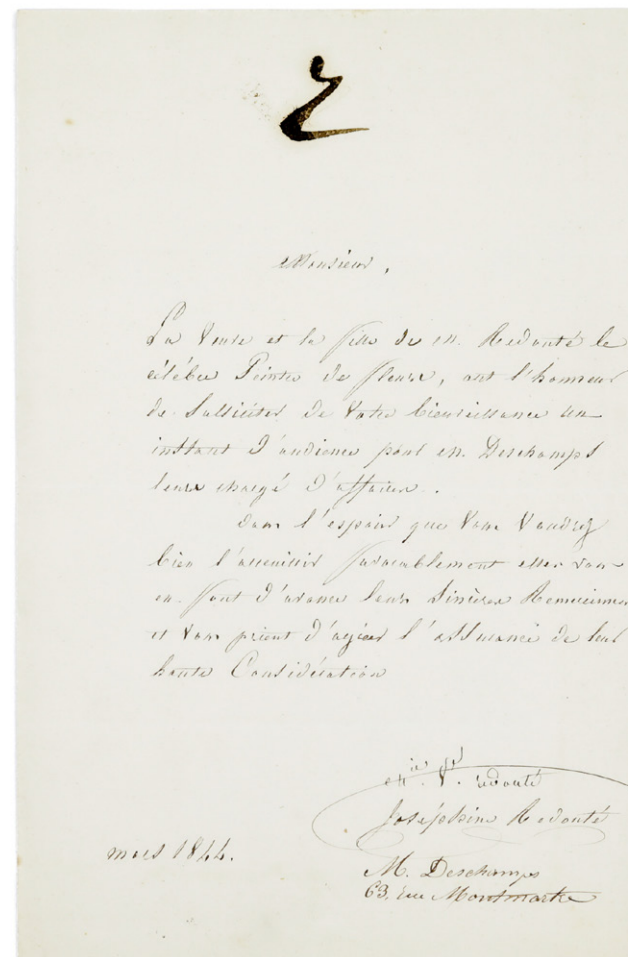 Monsieur,
La Veuve et la fille de M. Redouté le
célèbre Peintre de fleurs, ont l'honneur
de Solliciter de Votre bienveillance un
instant d'audience pour M. Deschamps
leur chargé d'affaires.
Dans l'espoir que Vous Voudrez
bien l'accueillir favorablement elles vous
en font d'avance leurs Sincères
et Vous prient d'agréer l'assurance de leur
haute Considération
Redouté
Joséphine Redouté
mars 1844.
M. Deschamps
63, rue Montmartre